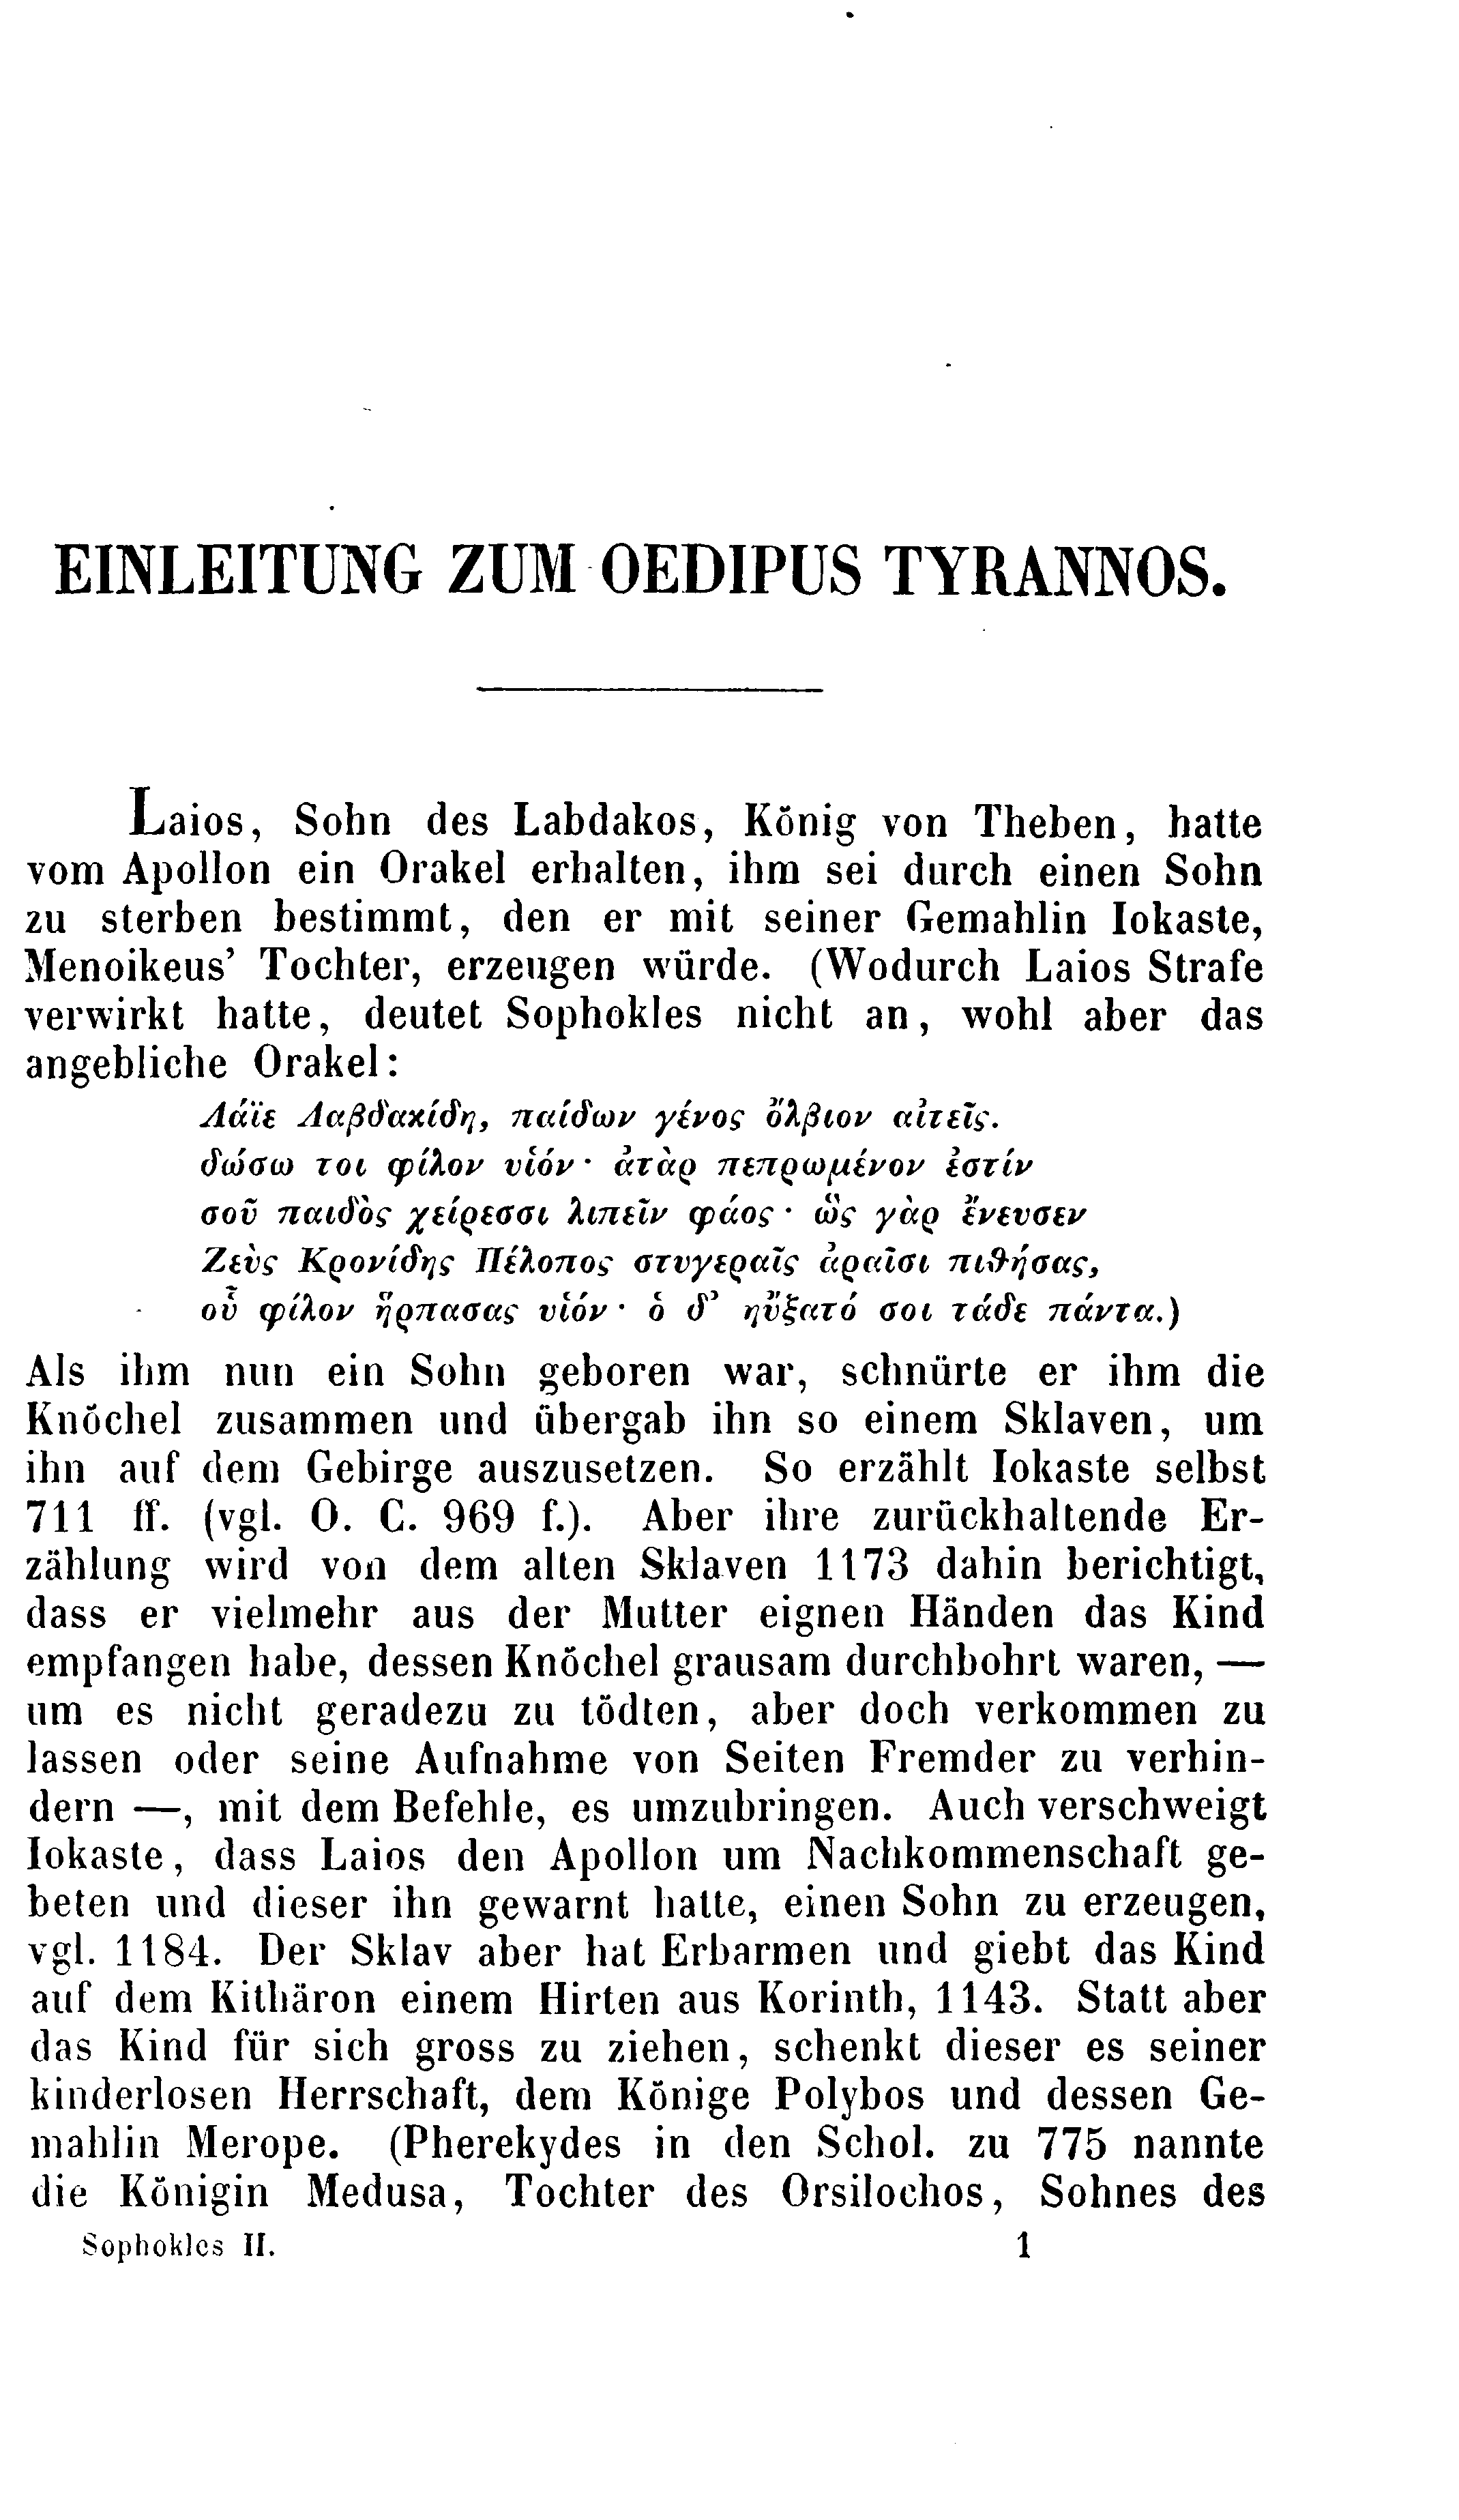 EINLEITUNG ZUM OEDIPUS TYRANNOS.
Laios, Sohn des Labdakos, König von Theben, hatte
vom Apollon ein Orakel erhalten, ihm sei durch einen Sohn
zu sterben bestimmt, den er mit seiner Gemahlin Iokaste,
Menoikeus’ Tochter, erzeugen würde. (Wodurch Laios Strafe
verwirkt hatte, deutet Sophokles nicht an, wohl aber das
angebliche Orakel:
Λάϊε Λαβδακίδη, παίδων γένος ὄλβιον αἰτεῖς.
δώσω τοι φίλον υἱόν· ἀτὰρ πεπρωμένον ἐστίν
σοῦ παιδὸς χείρεσσι λιπεῖν φάος· ὣς γὰρ ἔνευσεν
Ζεὺς Κρονίδης Πέλοπος στυγεραῖς ἀραῖσι πιθήσας,
οὗ φίλον ἥρπασας υἱόν· ὁ δ’ ηὔξατό σοι τάδε πάντα.)
Als ihm nun ein Sohn geboren war, schnürte er ihm die
Knöchel zusammen und übergab ihn so einem Sklaven, um
ihn auf dem Gebirge auszusetzen. So erzählt Iokaste selbst
711 ff. (vgl. O. C. 969 f.). Aber ihre zurückhaltende Er-
zählung wird von dem alten Sklaven 1173 dahin berichtigt,
dass er vielmehr aus der Mutter eignen Händen das Kind
empfangen habe, dessen Knöchel grausam durchbohrt waren, —
um es nicht geradezu zu tödten, aber doch verkommen zu
lassen oder seine Aufnahme von Seiten Fremder zu verhin-
dern —, mit dem Befehle, es umzubringen. Auch verschweigt
Iokaste, dass Laios den Apollon um Nachkommenschaft ge-
beten und dieser ihn gewarnt hatte, einen Sohn zu erzeugen,
vgl. 1184. Der Sklav aber hat Erbarmen und giebt das Kind
auf dem Kithäron einem Hirten aus Korinth, 1143. Statt aber
das Kind für sich gross zu ziehen, schenkt dieser es seiner
kinderlosen Herrschaft, dem Könige Polybos und dessen Ge-
mahlin Merope. (Pherekydes in den Schol. zu 775 nannte
die Königin Medusa, Tochter des Orsilochos, Sohnes des
Sophokles II. 1